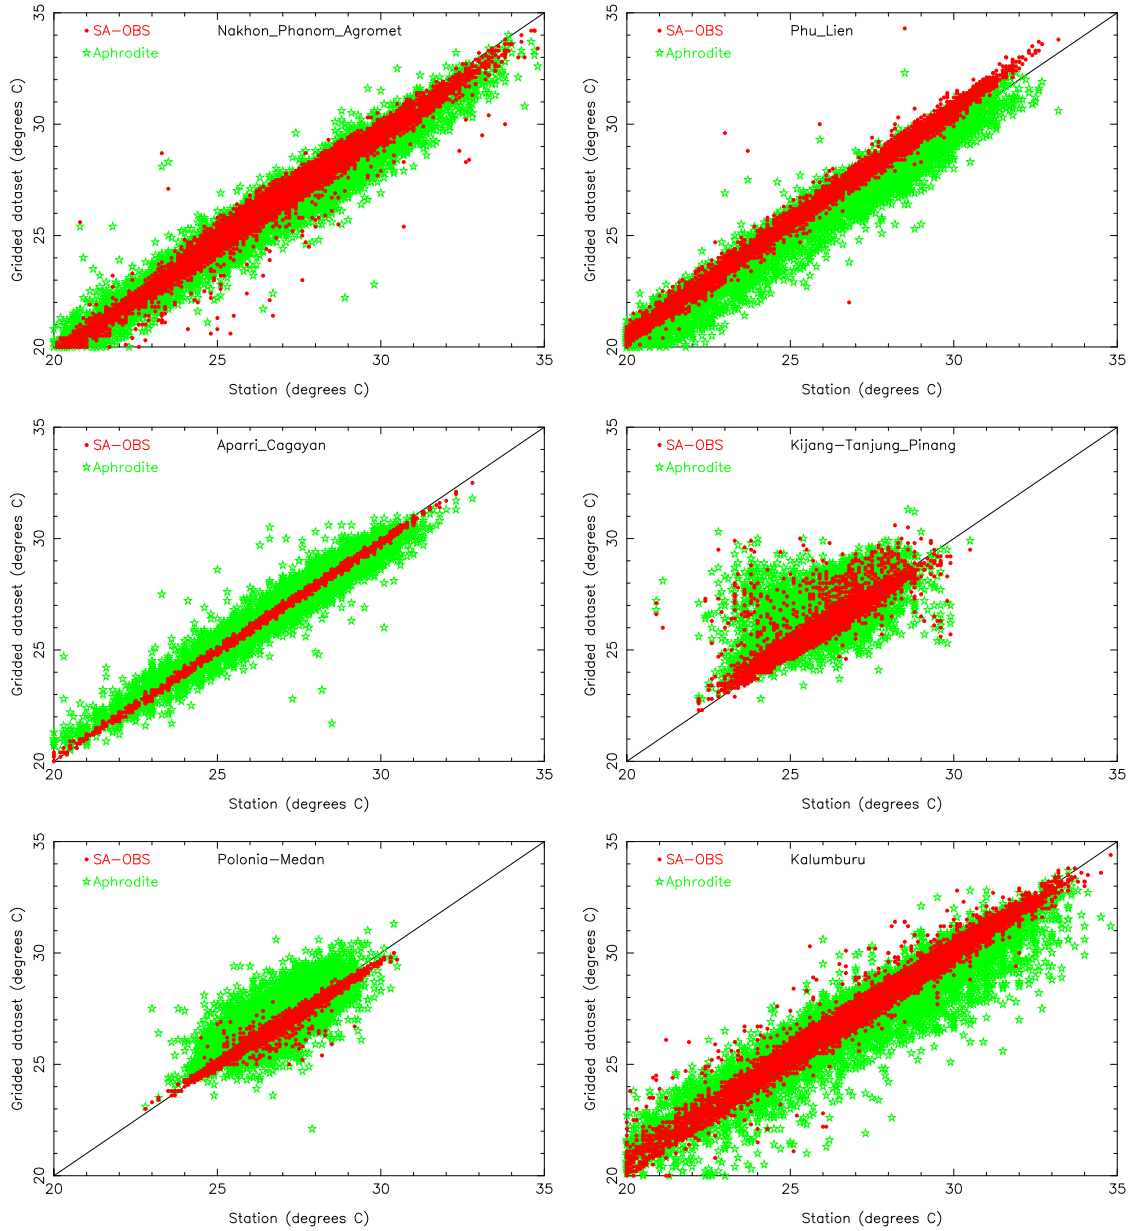 SA-OBS Nakhon_Phanom_Agromet
Aphrodite
Gridded dataset (degrees C)
20 25 30 35
20 25 30 35
Station (degrees C)
SA-OBS Phu_Lien
Aphrodite
Gridded dataset (degrees C)
20 25 30 35
20 25 30 35
Station (degrees C)
SA-OBS Aparri_Cagayan
Aphrodite
Gridded dataset (degrees C)
20 25 30 35
20 25 30 35
Station (degrees C)
SA-OBS Kijang-Tanjung_Pinang
Aphrodite
Gridded dataset (degrees C)
20 25 30 35
20 25 30 35
Station (degrees C)
SA-OBS Polonia-Medan
Aphrodite
Gridded dataset (degrees C)
20 25 30 35
20 25 30 35
Station (degrees C)
SA-OBS Kalumburu
Aphrodite
Gridded dataset (degrees C)
20 25 30 35
20 25 30 35
Station (degrees C)